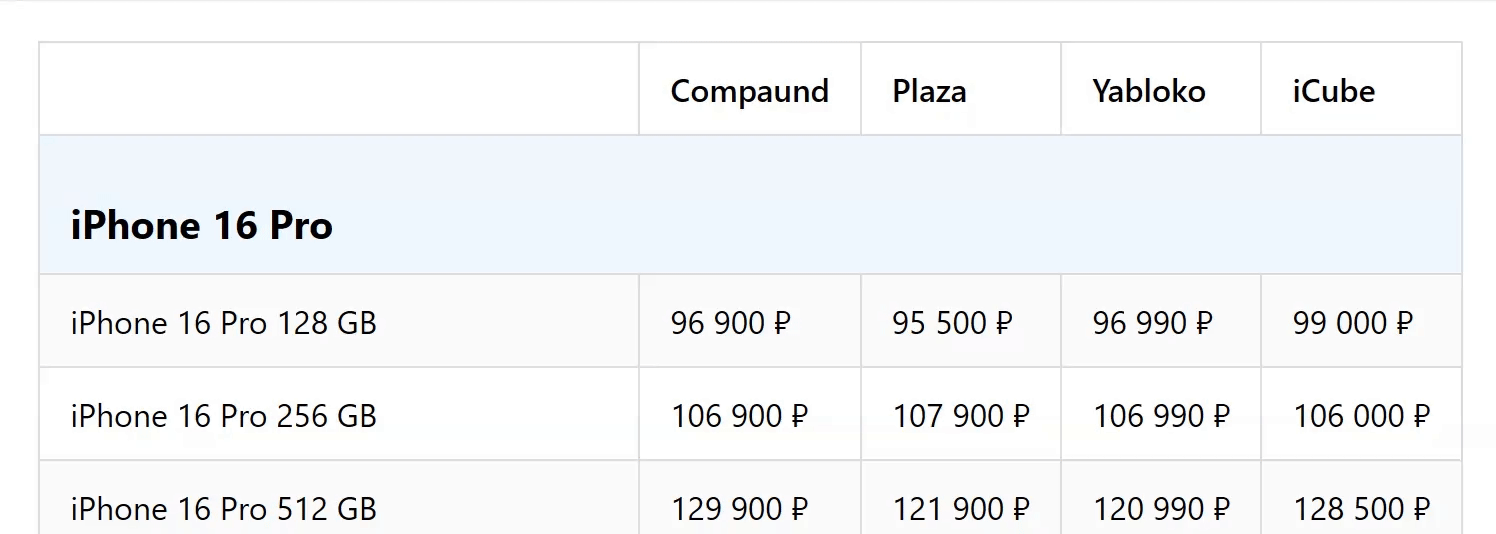 Compaund Plaza Yabloko iCube
iPhone 16 Pro
iPhone 16 Pro 128 GB 96 900 ₽ 95 500 ₽ 96 990 ₽ 99 000 ₽
iPhone 16 Pro 256 GB 106 900 ₽ 107 900 ₽ 106 990 ₽ 106 000 ₽
iPhone 16 Pro 512 GB 129 900 ₽ 121 900 ₽ 120 990 ₽ 128 500 ₽